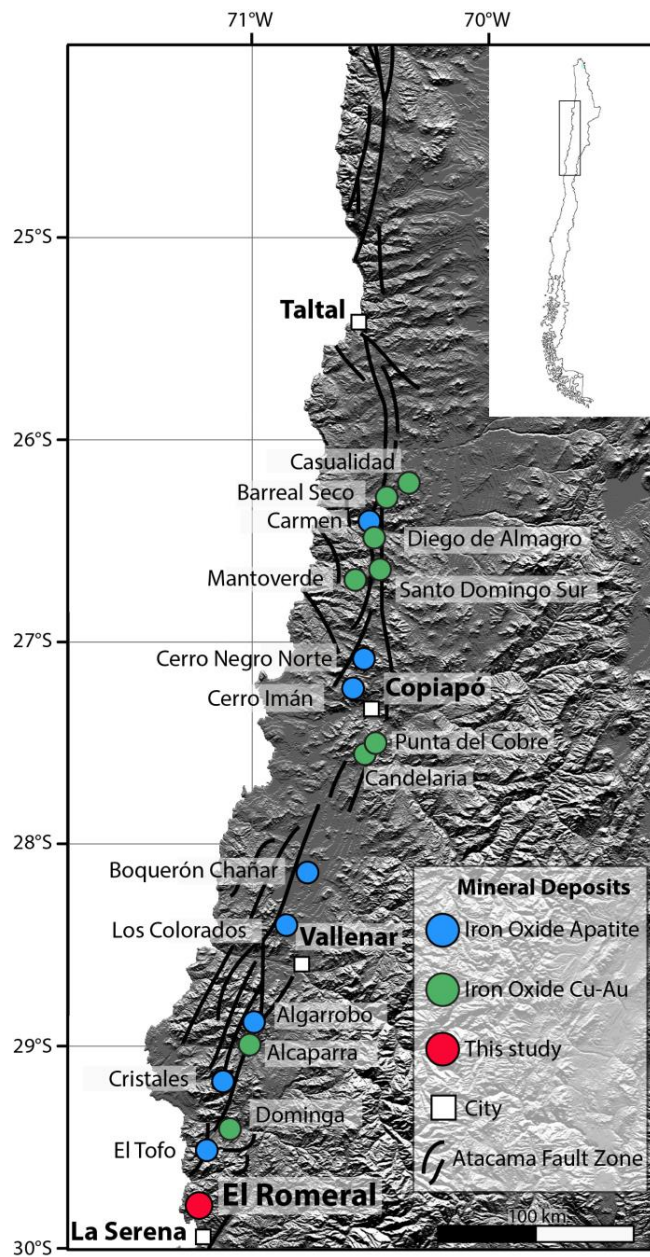 71°W
70°W
25°S
Taltal
26°S
Casualidad
Barreal Seco
Carmen
Diego de Almagro
Mantoverde
Santo Domingo Sur
27°S
Cerro Negro Norte
Copiapó
Cerro Imán
Punta del Cobre
Candelaria
28°S
Boquerón Chañar
Los Colorados
Vallenar
Algarrobo
29°S
Alcaparra
Cristales
Dominga
El Tofo
El Romeral
La Serena
30°S
Mineral Deposits
Iron Oxide Apatite
Iron Oxide Cu-Au
This study
City
Atacama Fault Zone
100 km